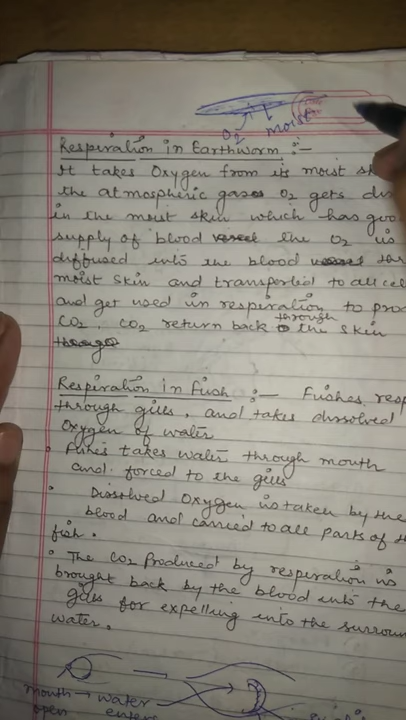 O2 moist
Respiration in Earthworm :-
It takes Oxygen from its moist
the atmospheric gases O2 gets
in the moist skin which has
supply of blood the O2 is
diffused into the blood
moist skin and transported to all
and get used in respiration to
through
CO2, CO2 return back the skin
Respiration in Fish :- Fishes
through gills, and takes dissolved
Oxygen of water
• Fishes takes water through mouth
and forced to the gills
• Dissolved Oxygen is taken by the
blood and carried to all parts of
fish.
• The CO2 produced by respiration is
brought back by the blood into the
gills for expelling into the
water.
mouth → water
open enters